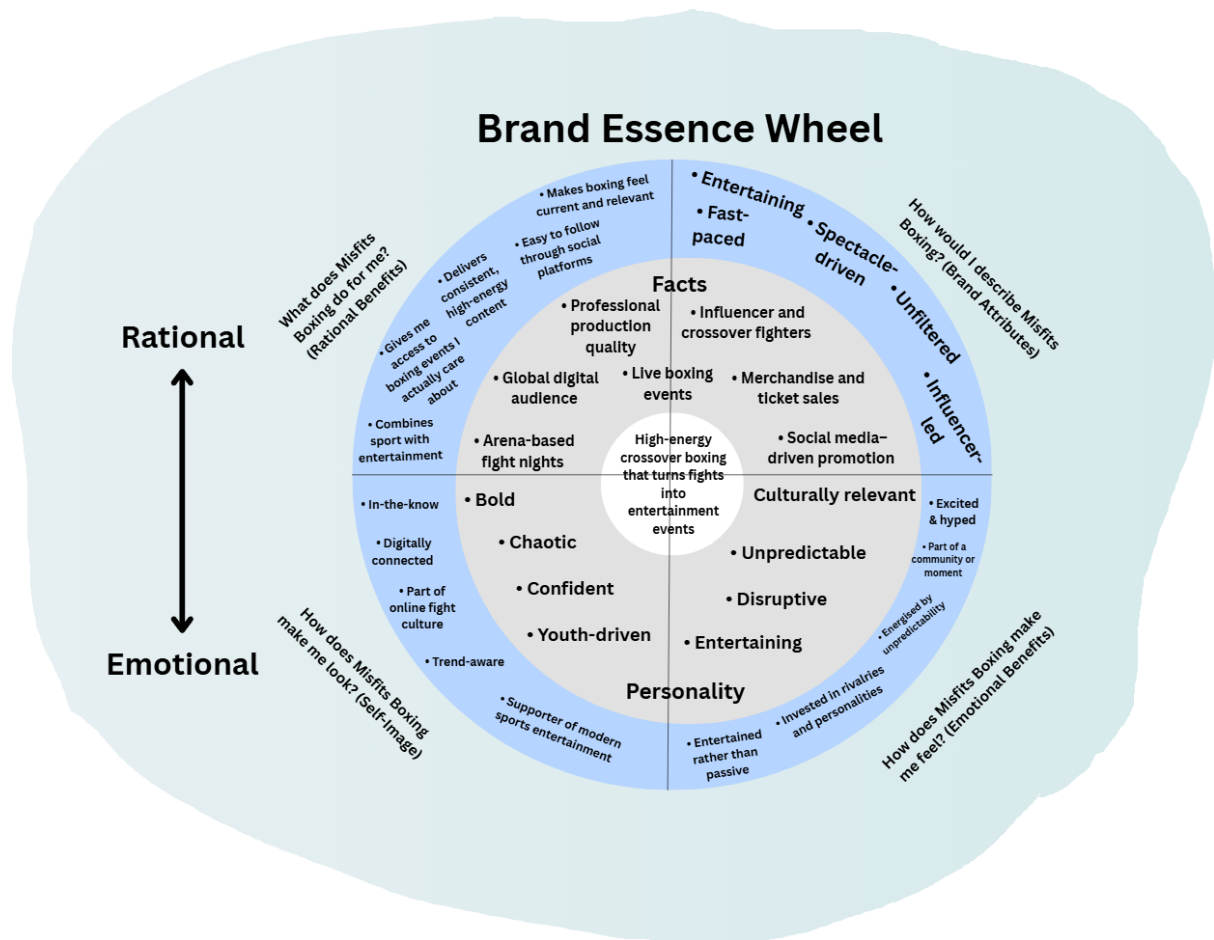 Brand Essence Wheel
Rational
Emotional
What does Misfits
Boxing do for me?
(Rational Benefits)
• Makes boxing feel
current and relevant
• Easy to follow
through social
platforms
• Delivers
consistent,
high-energy
content
• Gives me
access to
boxing events I
actually care
about
• Combines
sport with
entertainment
How would I describe Misfits
Boxing? (Brand Attributes)
• Entertaining
• Fast-
paced
• Spectacle-
driven
• Unfiltered
• Influencer-
led
Facts
• Professional
production
quality
• Influencer and
crossover fighters
• Global digital
audience
• Live boxing
events
• Merchandise and
ticket sales
• Arena-based
fight nights
• Social media–
driven promotion
High-energy
crossover boxing
that turns fights
into
entertainment
events
• Bold
• Chaotic
• Confident
• Youth-driven
Culturally relevant
• Unpredictable
• Disruptive
• Entertaining
Personality
How does Misfits Boxing
make me look? (Self-Image)
• In-the-know
• Digitally
connected
• Part of
online fight
culture
• Trend-aware
• Supporter of modern
sports entertainment
How does Misfits Boxing make
me feel? (Emotional Benefits)
• Excited
& hyped
• Part of a
community or
moment
• Energised by
unpredictability
• Invested in rivalries
and personalities
• Entertained
rather than
passive